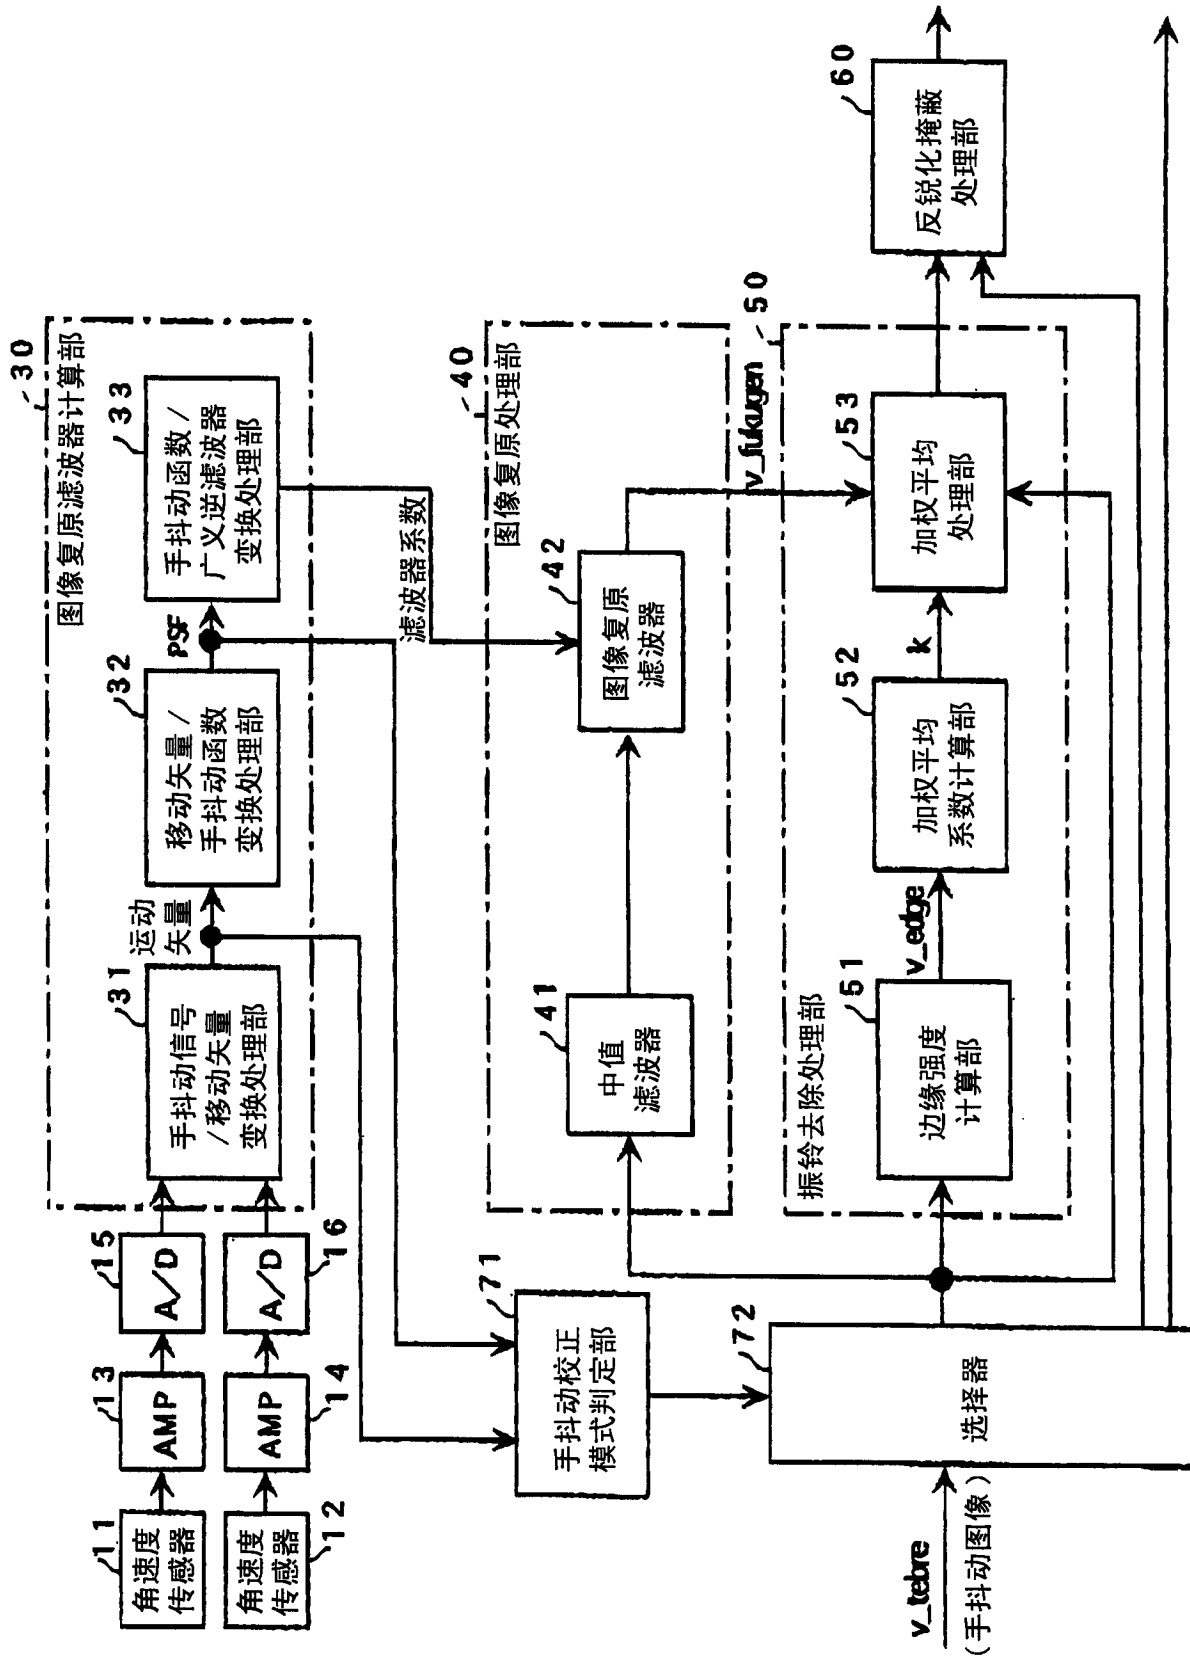 30
图像复原滤波器计算部
11
角速度
传感器
13
AMP
15
A/D
12
角速度
传感器
14
AMP
16
A/D
31
手抖动信号
/移动矢量
变换处理部
运动
矢量
32
移动矢量/
手抖动函数
变换处理部
PSF
33
手抖动函数/
广义逆滤波器
变换处理部
滤波器系数
71
手抖动校正
模式判定部
40
图像复原处理部
41
中值
滤波器
42
图像复原
滤波器
v_fukugen
50
振铃去除处理部
51
边缘强度
计算部
v_edge
52
加权平均
系数计算部
k
53
加权平均
处理部
60
反锐化掩蔽
处理部
72
选择器
v_tebre
(手抖动图像)